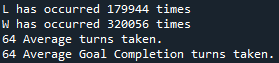 L has occurred 179944 times
W has occurred 320056 times
64 Average turns taken.
64 Average Goal Completion turns taken.